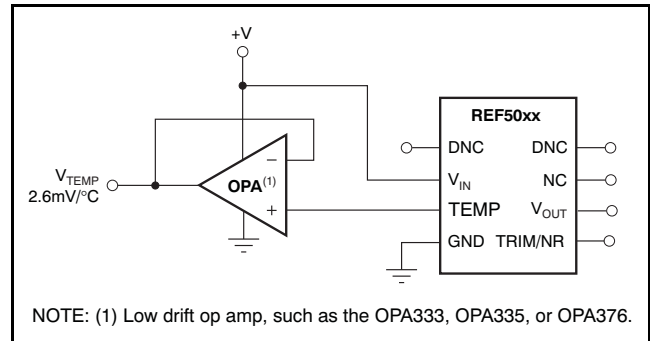 +V
REF50xx
DNC DNC
V_IN NC
TEMP V_OUT
GND TRIM/NR
V_TEMP
2.6mV/°C
OPA(1)
−
+
NOTE: (1) Low drift op amp, such as the OPA333, OPA335, or OPA376.